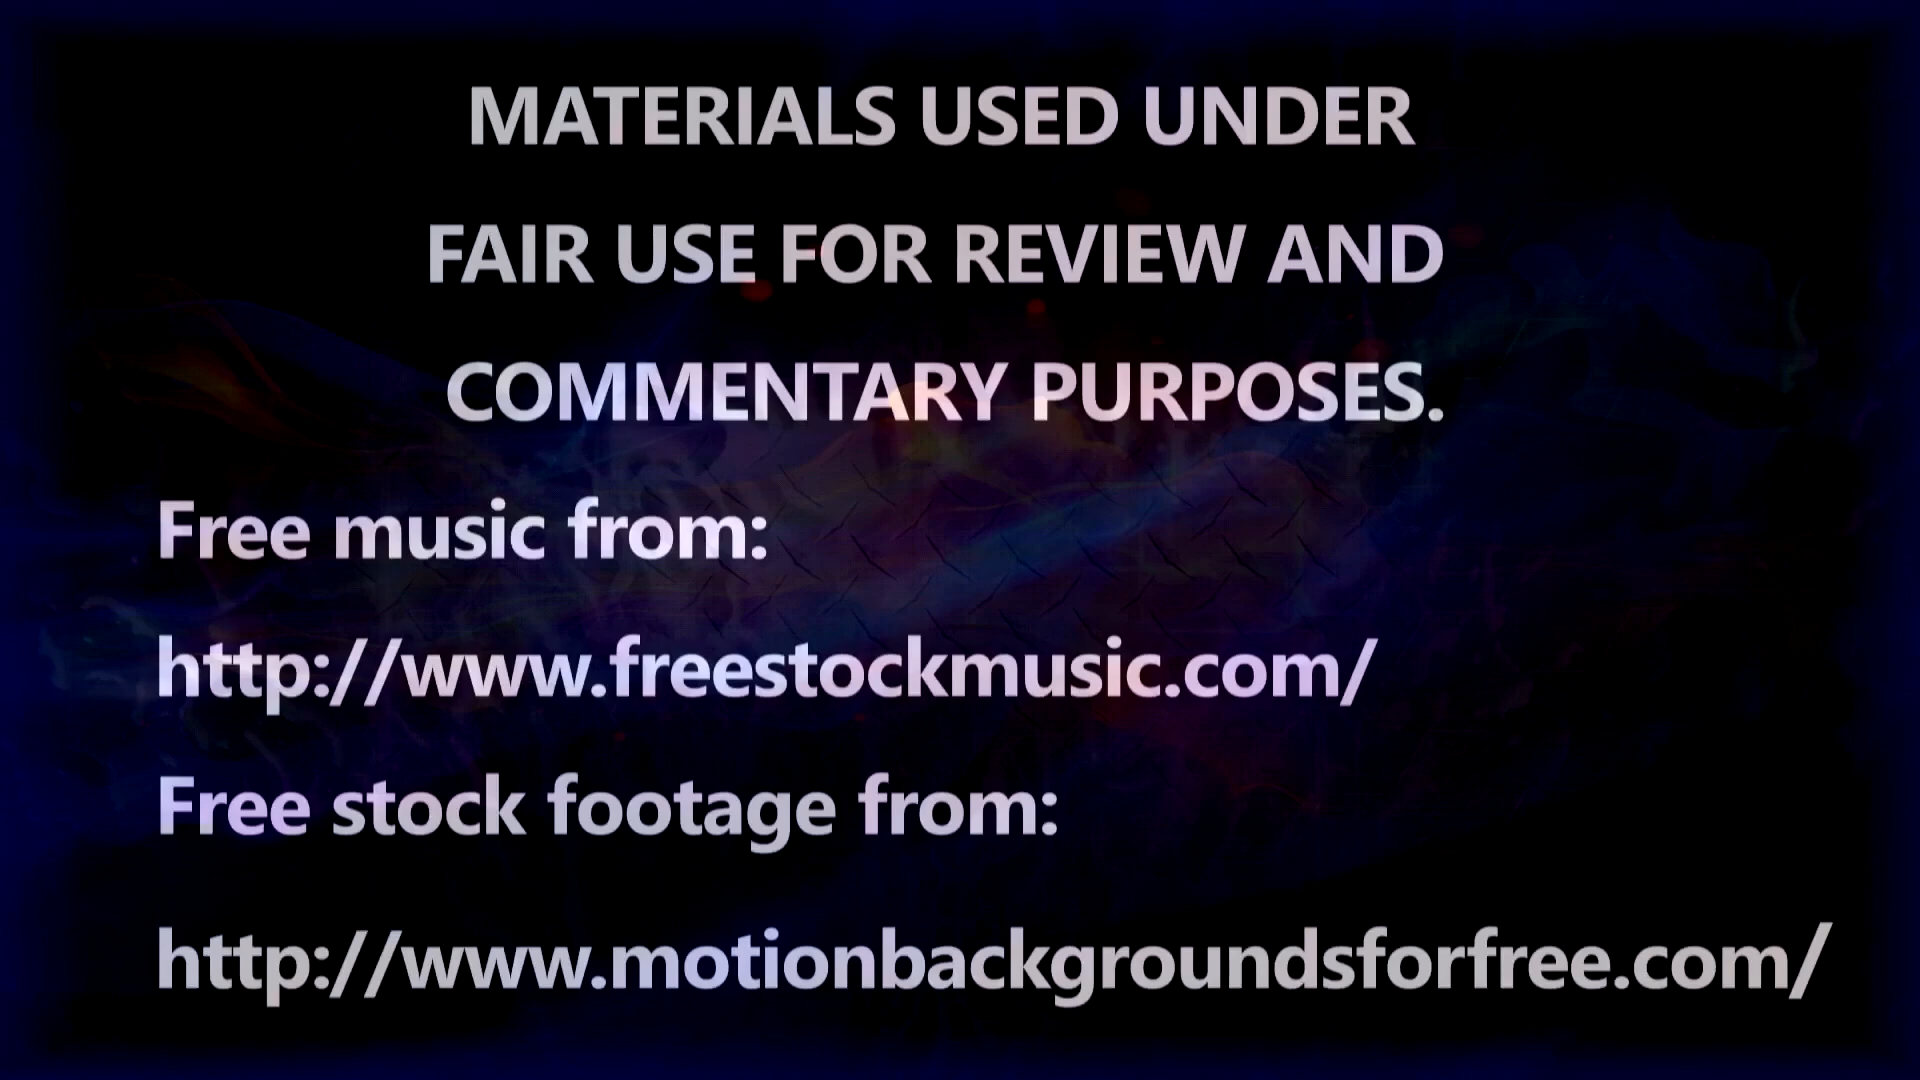 MATERIALS USED UNDER
FAIR USE FOR REVIEW AND
COMMENTARY PURPOSES.
Free music from:
http://www.freestockmusic.com/
Free stock footage from:
http://www.motionbackgroundsforfree.com/